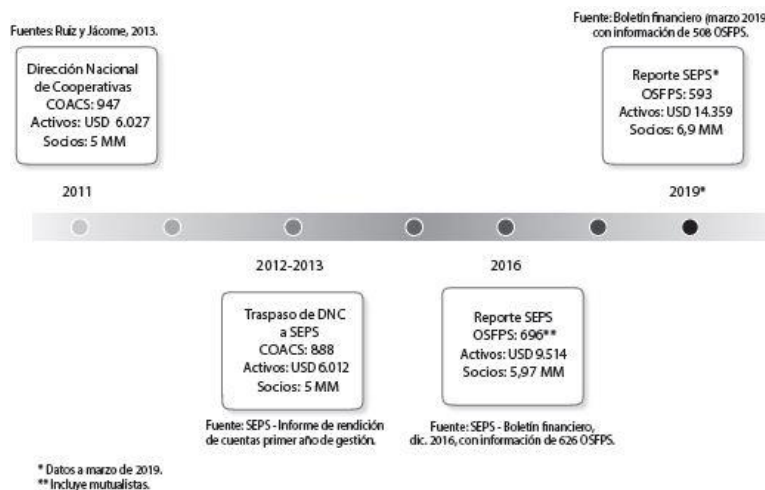 Fuentes: Ruiz y Jácome, 2013.
Dirección Nacional
de Cooperativas
COACS: 947
Activos: USD 6.027
Socios: 5 MM
2011
Fuente: Boletín financiero (marzo 2019
con información de 508 OSFPS.
Reporte SEPS*
OSFPS: 593
Activos: USD 14.359
Socios: 6,9 MM
2019*
2012-2013
Traspaso de DNC
a SEPS
COACS: 888
Activos: USD 6.012
Socios: 5 MM
Fuente: SEPS - Informe de rendición
de cuentas primer año de gestión.
2016
Reporte SEPS
OSFPS: 696**
Activos: USD 9.514
Socios: 5,97 MM
Fuente: SEPS - Boletín financiero,
dic. 2016, con información de 626 OSFPS.
* Datos a marzo de 2019.
** Incluye mutualistas.